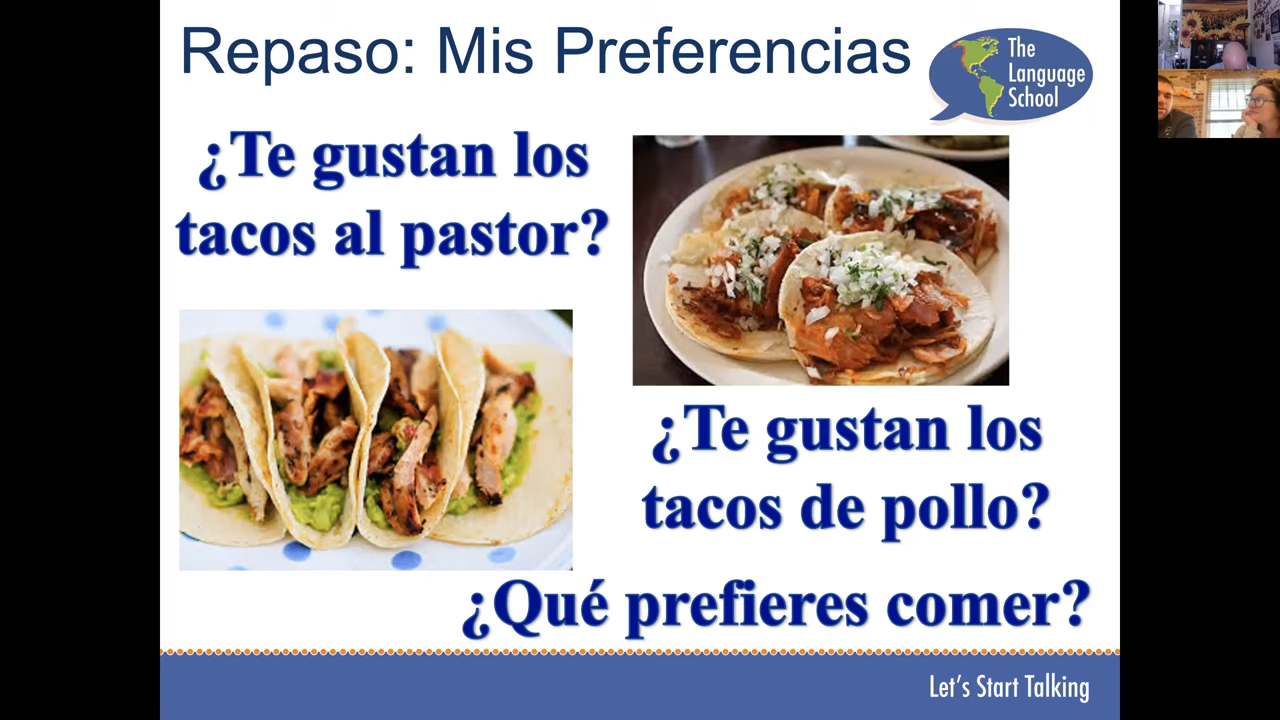 Repaso: Mis Preferencias
The
Language
School
¿Te gustan los
tacos al pastor?
¿Te gustan los
tacos de pollo?
¿Qué prefieres comer?
Let's Start Talking